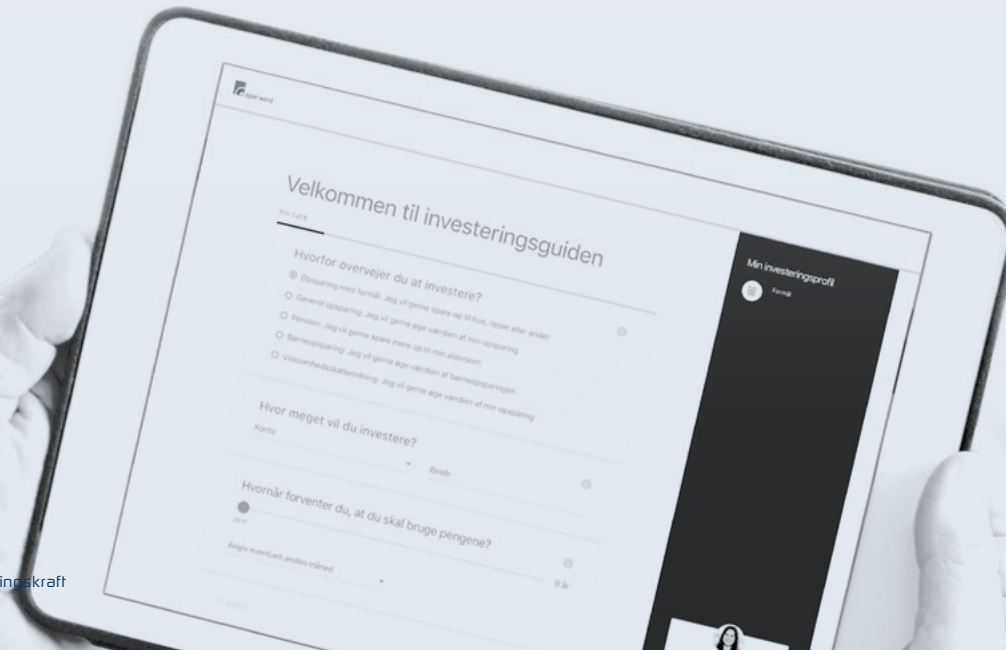 Velkommen til investeringsguiden
Hvorfor overvejer du at investere?
Opsparing med formål: Jeg vil gerne spare op til hus, rejser eller andet
Generel opsparing: Jeg vil gerne øge værdien af min opsparing
Pension: Jeg vil gerne spare mere op til min alderdom
Børneopsparing: Jeg vil gerne øge værdien af børneopsparingen
Virksomhedsskatteordning: Jeg vil gerne øge værdien af min opsparing
Hvor meget vil du investere?
Konto
Beløb
Hvornår forventer du, at du skal bruge pengene?
0 år
Angiv eventuelt anden måned
Min investeringsprofil
Formål
ingskraft